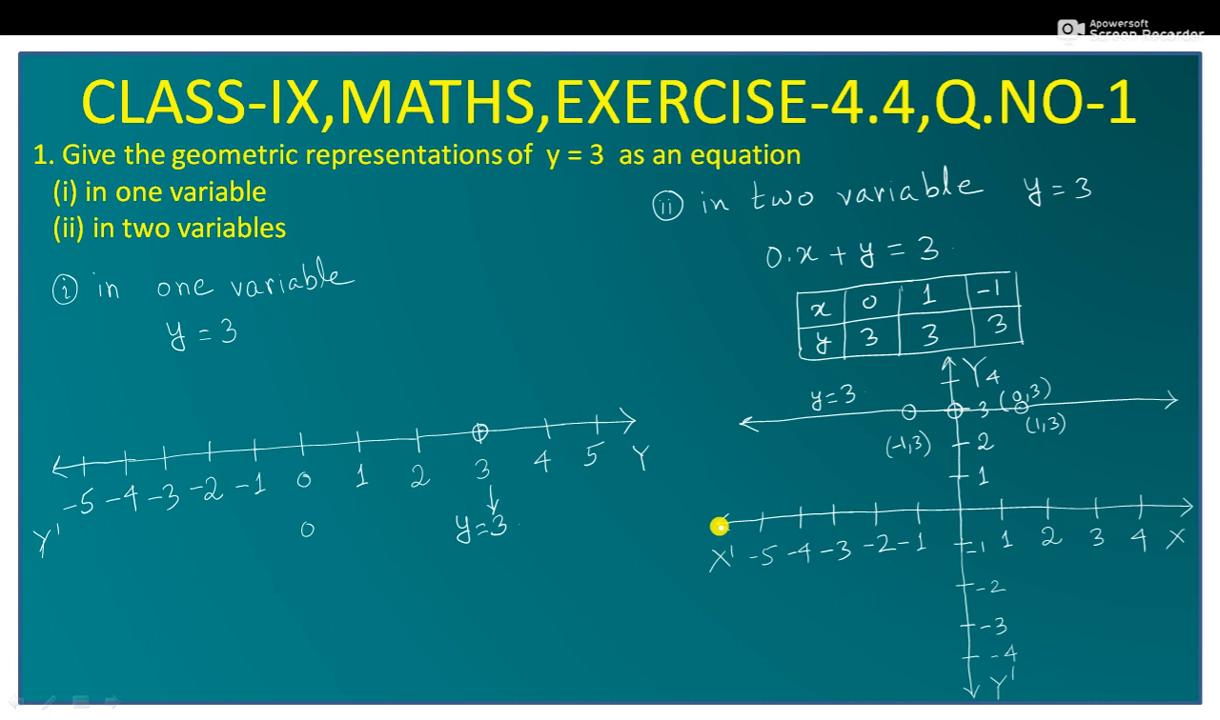 Apowersoft
Screen Recorder
CLASS-IX,MATHS,EXERCISE-4.4,Q.NO-1
1. Give the geometric representations of y = 3 as an equation
(i) in one variable
(ii) in two variables
(i) in one variable
y = 3
-5 -4 -3 -2 -1 0 1 2 3 4 5 Y
Y' 0 y=3
(ii) in two variable y = 3
0.x + y = 3
x 0 1 -1
y 3 3 3
Y
4
y=3 3 (0,3)
(-1,3) 2 (1,3)
1
X' -5 -4 -3 -2 -1 -1 1 2 3 4 X
-2
-3
-4
Y'